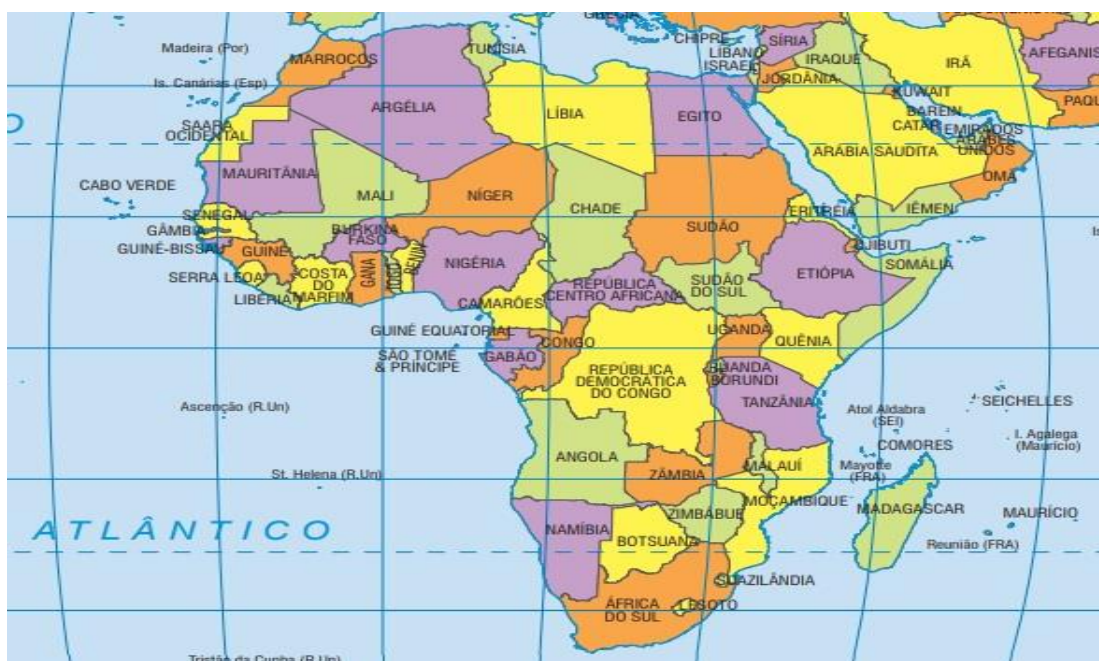 GRÉCIA
Madeira (Por)
MARROCOS
TUNÍSIA
CHIPRE
LÍBANO
ISRAEL
SÍRIA
IRAQUE
IRÃ
AFEGANIS
Is. Canárias (Esp)
JORDÂNIA
KUWAIT
PAQU
ARGÉLIA
LÍBIA
EGITO
BAREIN
CATAR
EMIRADOS
ÁRABES
UNIDOS
O
SAARA
OCIDENTAL
ARÁBIA SAUDITA
OMÃ
MAURITÂNIA
CABO VERDE
MALI
NÍGER
CHADE
SUDÃO
ERITRÉIA
IÊMEN
SENEGAL
GÂMBIA
GUINÉ-BISSAU
BURKINA
FASO
DJIBUTI
Is
GUINÉ
SERRA LEOA
LIBÉRIA
COSTA
DO
MARFIM
GANA
TOGO
BENIN
NIGÉRIA
CAMARÕES
REPÚBLICA
CENTRO AFRICANA
SUDÃO
DO SUL
ETIÓPIA
SOMÁLIA
GUINÉ EQUATORIAL
SÃO TOMÉ
& PRÍNCIPE
GABÃO
CONGO
UGANDA
QUÊNIA
REPÚBLICA
DEMOCRÁTICA
DO CONGO
RUANDA
BURUNDI
TANZÂNIA
SEICHELLES
Ascenção (R.Un)
Atol Aldabra
(SEI)
I. Agalega
(Maurício)
COMORES
ANGOLA
ZÂMBIA
MALAUÍ
Mayotte
(FRA)
St. Helena (R.Un)
MOÇAMBIQUE
ZIMBÁBUE
MADAGASCAR
MAURÍCIO
ATLÂNTICO
NAMÍBIA
BOTSUANA
Reunião (FRA)
SUAZILÂNDIA
ÁFRICA
DO SUL
LESOTO
Tristão da Cunha (R.Un)